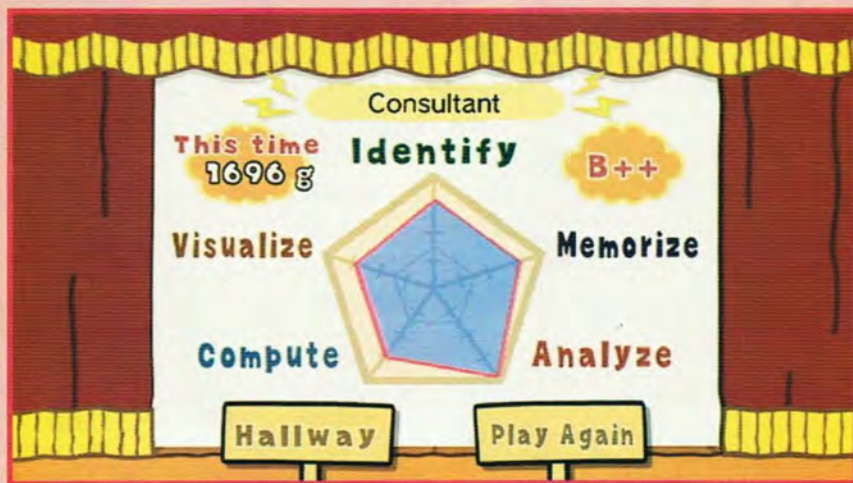 Consultant
This time
1696 g
Identify
B++
Visualize
Memorize
Compute
Analyze
Hallway
Play Again